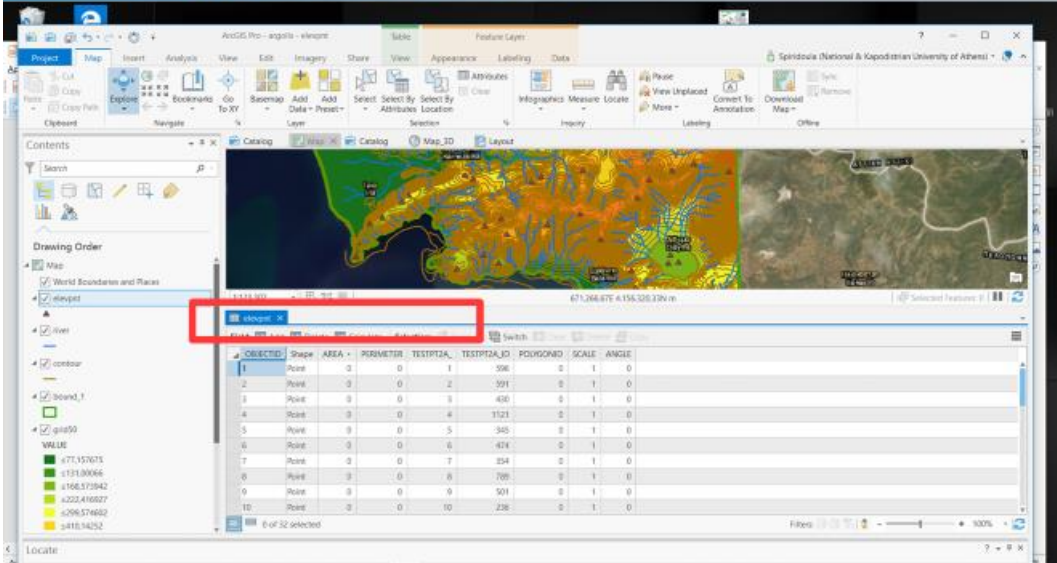 ArcGIS Pro - argolis - elevpnt
Table
Feature Layer
Project Map Insert Analysis View Edit Imagery Share View Appearance Labeling Data
Spiridoula (National & Kapodistrian University of Athens)
Cut
Copy
Paste
Copy Path
Explore
Bookmarks
Go To XY
Basemap
Add Data
Add Preset
Select
Select By Attributes
Select By Location
Attributes
Clear
Infographics
Measure
Locate
Pause
View Unplaced
More
Convert To Annotation
Download Map
Sync
Remove
Clipboard Navigate Layer Selection Inquiry Labeling Offline
Contents
Catalog Map Catalog Map_3D Layout
Search
Drawing Order
Map
World Boundaries and Places
elevpnt
river
contour
bound_1
grid50
VALUE
≤77,157675
≤131,00066
≤168,573942
≤222,416927
≤299,574602
≤410,14252
Selected Features: 0
elevpnt
Switch
OBJECTID Shape AREA PERIMETER TESTPT2A_ TESTPT2A_ID POLYGONID SCALE ANGLE
1 Point 0 0 1 596 0 1 0
2 Point 0 0 2 591 0 1 0
3 Point 0 0 3 430 0 1 0
4 Point 0 0 4 1121 0 1 0
5 Point 0 0 5 345 0 1 0
6 Point 0 0 6 474 0 1 0
7 Point 0 0 7 354 0 1 0
8 Point 0 0 8 789 0 1 0
9 Point 0 0 9 501 0 1 0
10 Point 0 0 10 236 0 1 0
0 of 32 selected
Filters:
100%
Locate